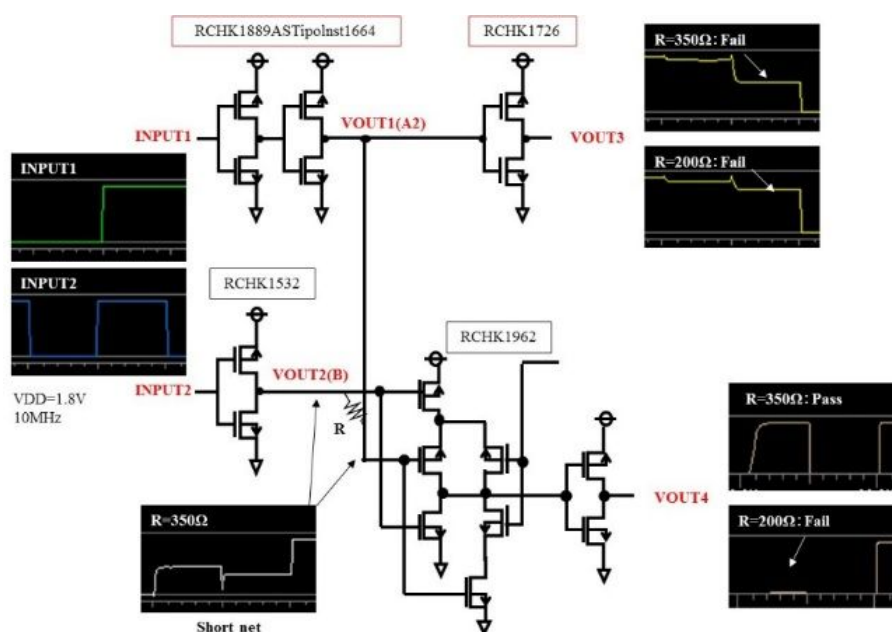 RCHK1889ASTipoInst1664
RCHK1726
R=350Ω: Fail
INPUT1
VOUT1(A2)
VOUT3
R=200Ω: Fail
INPUT1
INPUT2
RCHK1532
RCHK1962
VOUT2(B)
INPUT2
VDD=1.8V
10MHz
R
R=350Ω: Pass
VOUT4
R=350Ω
R=200Ω: Fail
Short net